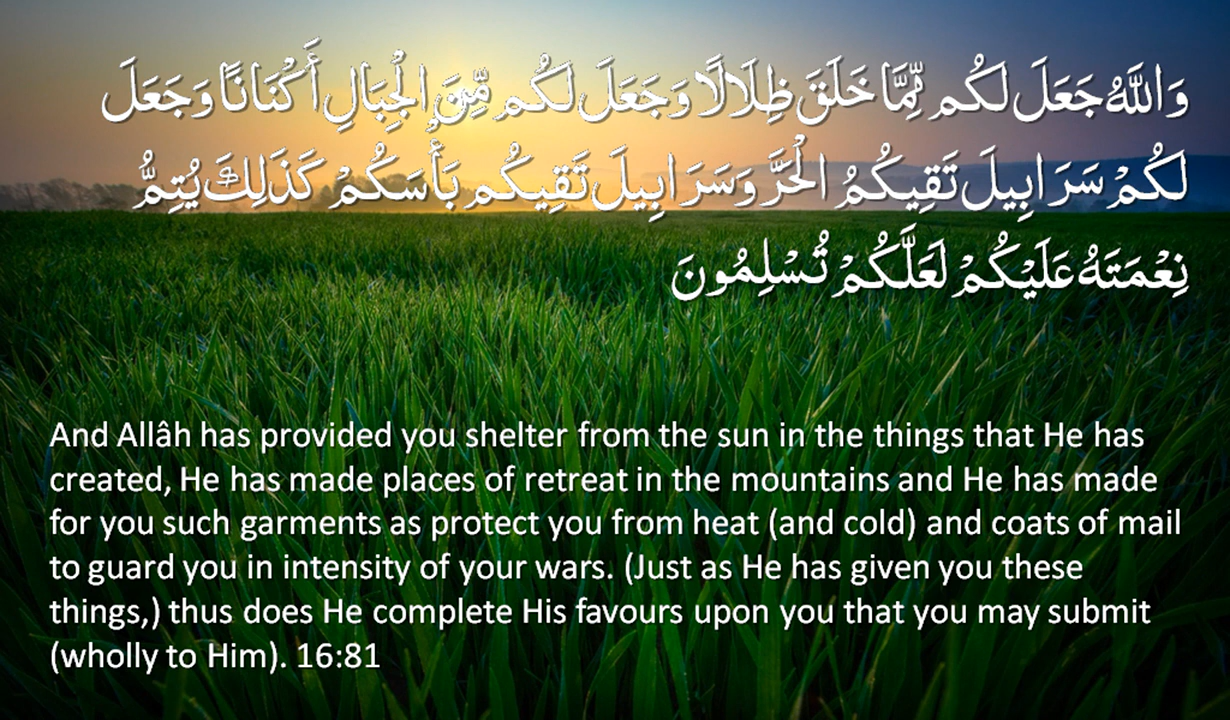 وَاللَّهُ جَعَلَ لَكُم مِّمَّا خَلَقَ ظِلَالًا وَجَعَلَ لَكُم مِّنَ الْجِبَالِ أَكْنَانًا وَجَعَلَ
لَكُمْ سَرَابِيلَ تَقِيكُمُ الْحَرَّ وَسَرَابِيلَ تَقِيكُم بَأْسَكُمْ كَذَٰلِكَ يُتِمُّ
نِعْمَتَهُ عَلَيْكُمْ لَعَلَّكُمْ تُسْلِمُونَ
And Allâh has provided you shelter from the sun in the things that He has
created, He has made places of retreat in the mountains and He has made
for you such garments as protect you from heat (and cold) and coats of mail
to guard you in intensity of your wars. (Just as He has given you these
things,) thus does He complete His favours upon you that you may submit
(wholly to Him). 16:81